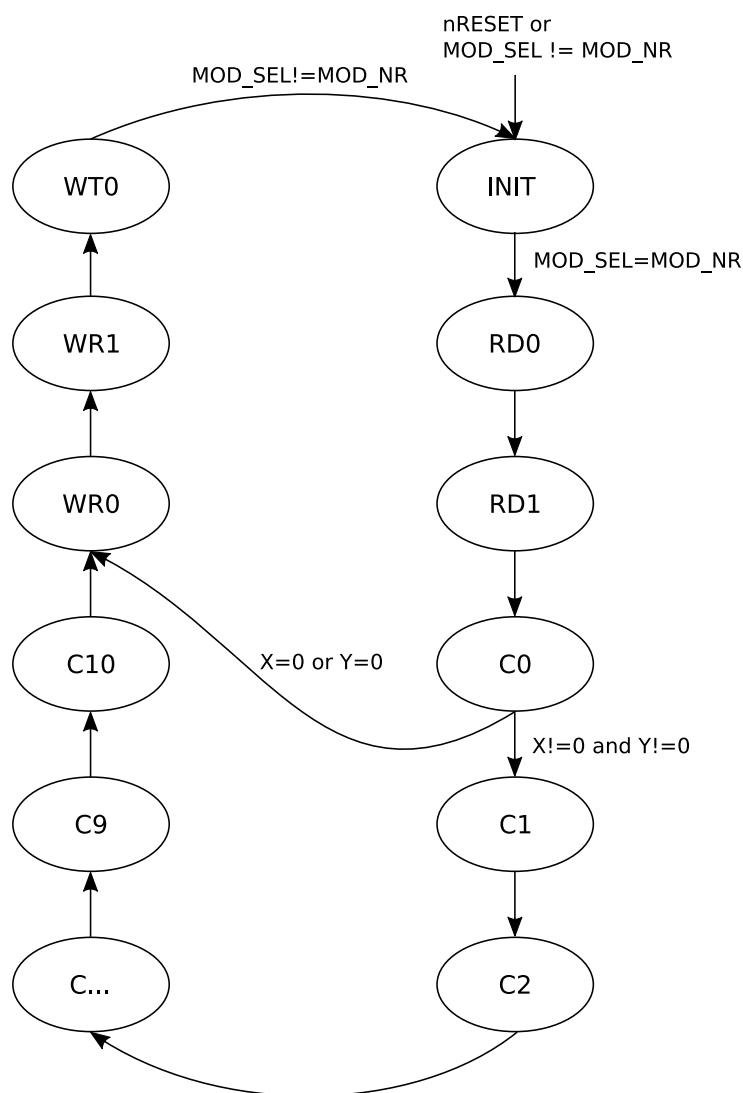 nRESET or
MOD_SEL != MOD_NR
MOD_SEL!=MOD_NR
WT0
INIT
MOD_SEL=MOD_NR
WR1
RD0
WR0
RD1
C10
X=0 or Y=0
C0
X!=0 and Y!=0
C9
C1
C...
C2